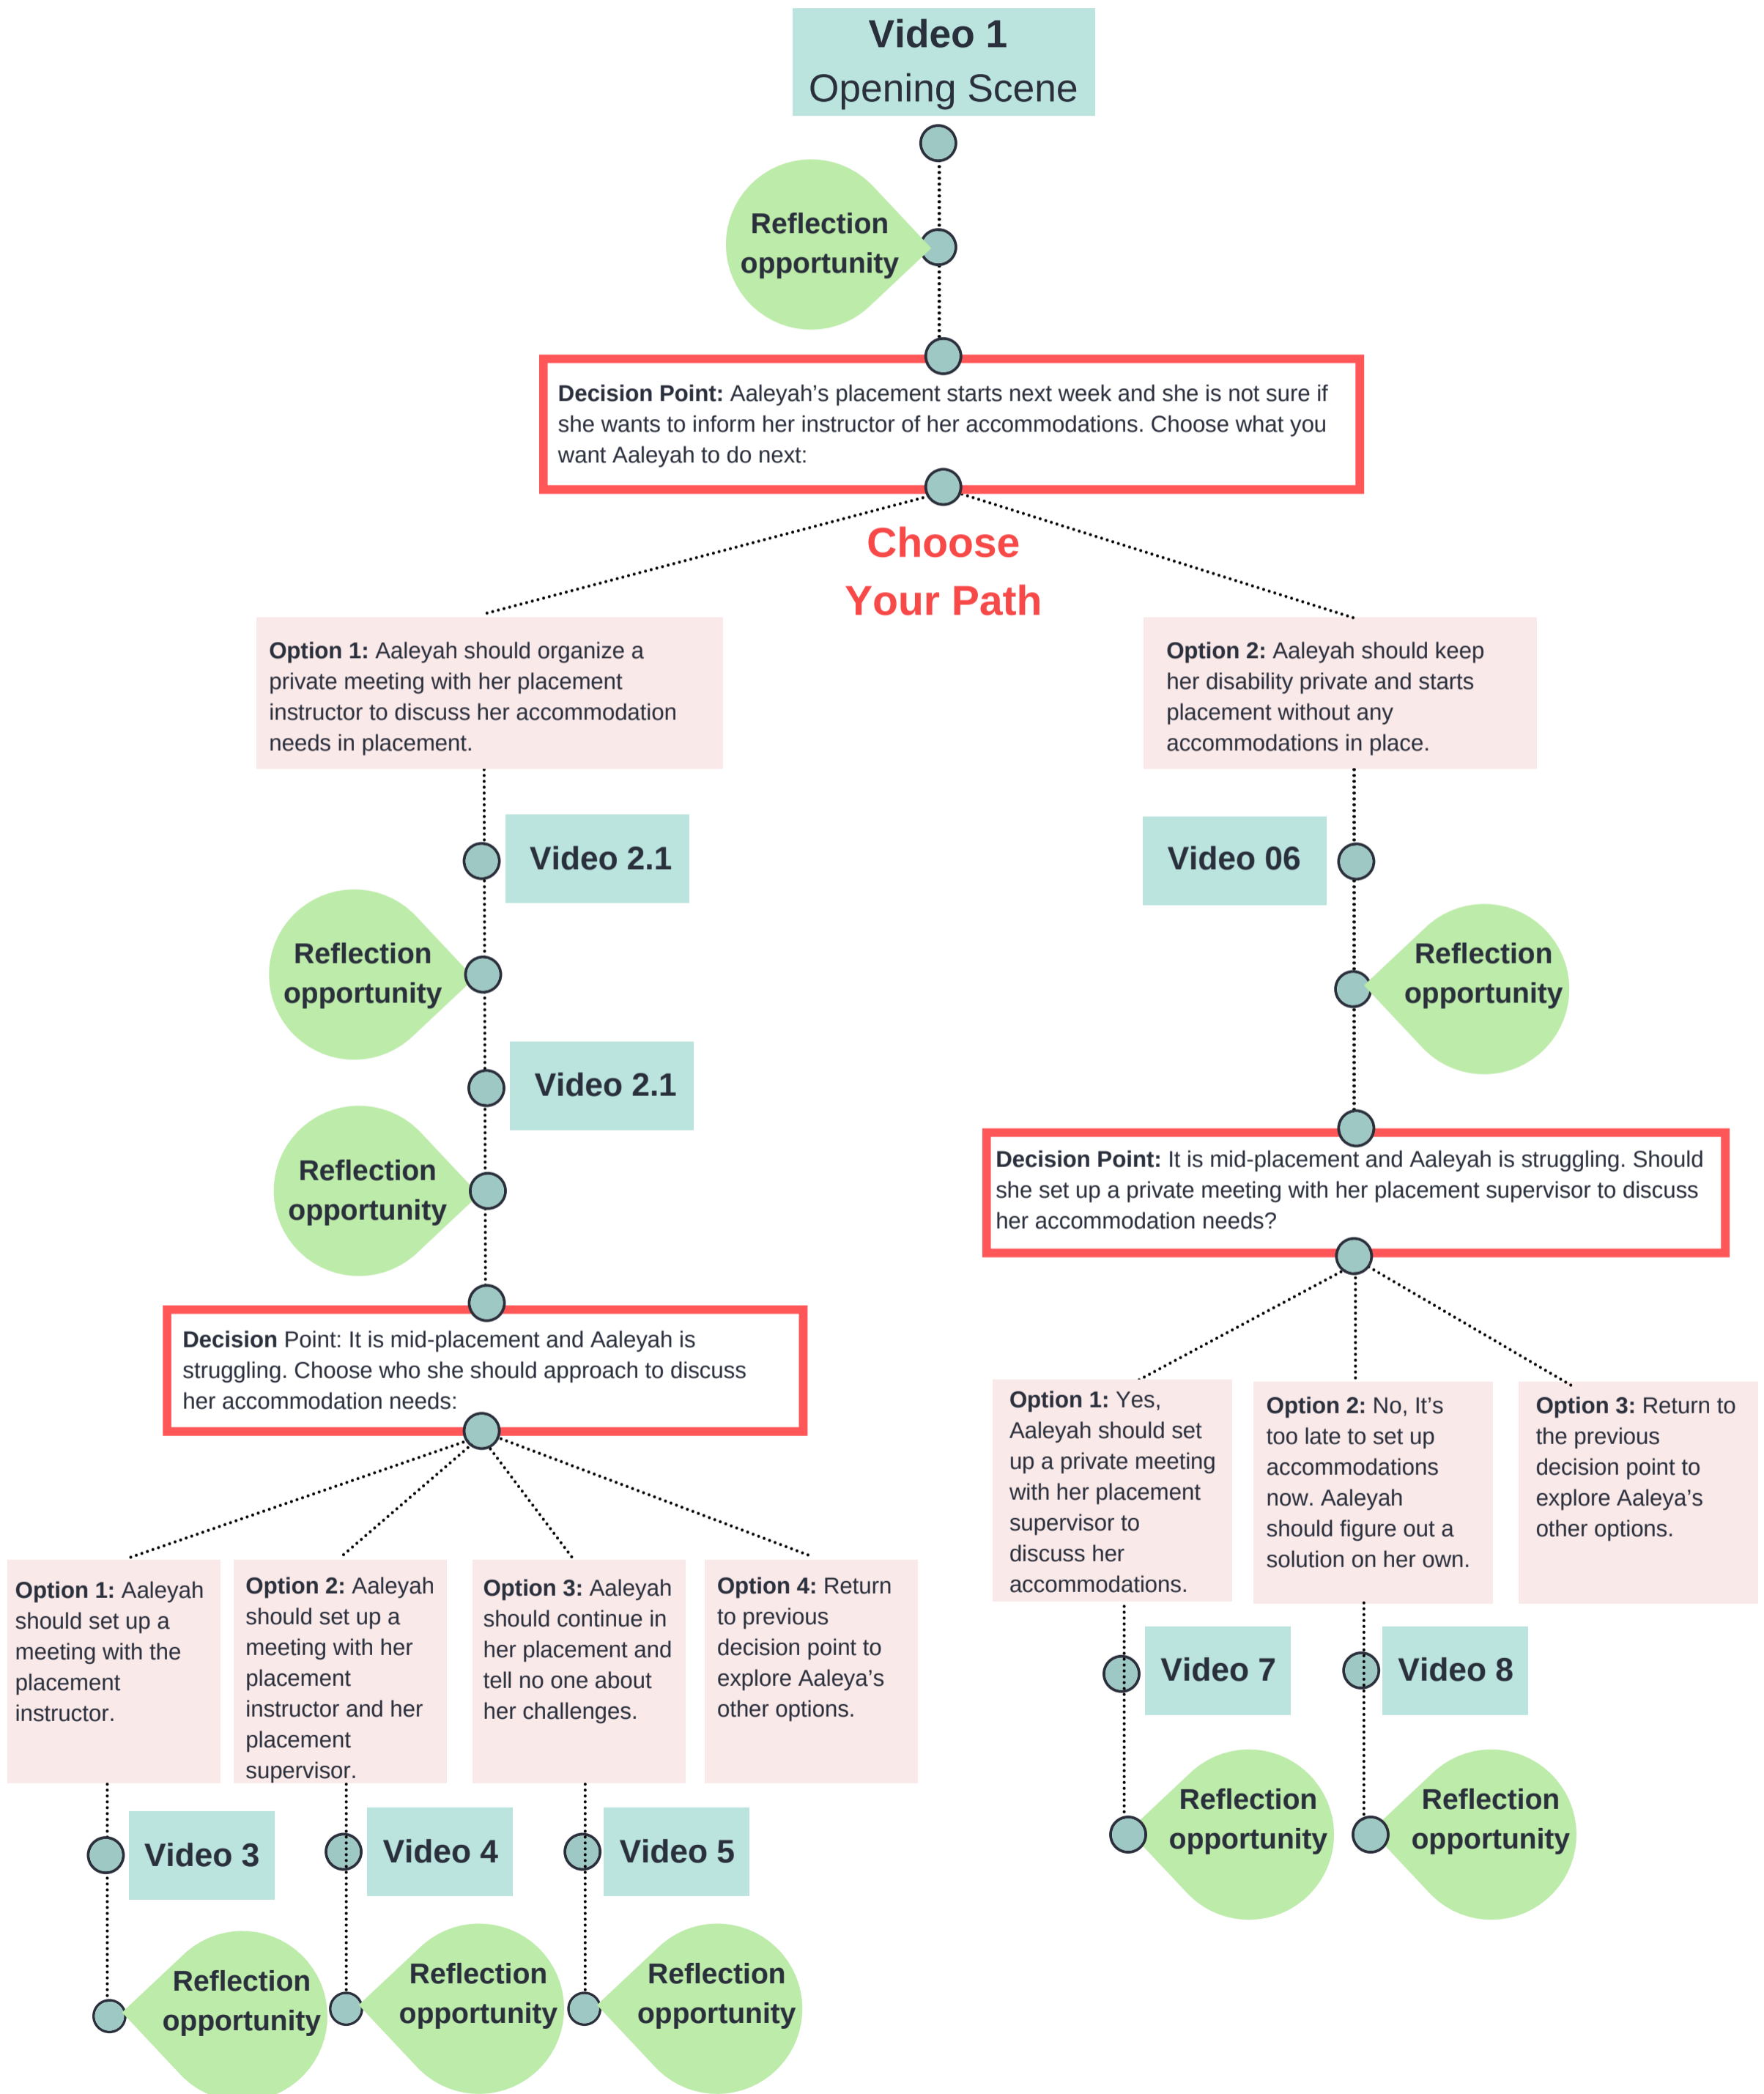 Video 1
Opening Scene
Reflection
opportunity
Decision Point: Aaleyah’s placement starts next week and she is not sure if
she wants to inform her instructor of her accommodations. Choose what you
want Aaleyah to do next:
Choose
Your Path
Option 1: Aaleyah should organize a
private meeting with her placement
instructor to discuss her accommodation
needs in placement.
Video 2.1
Reflection
opportunity
Video 2.1
Reflection
opportunity
Decision Point: It is mid-placement and Aaleyah is
struggling. Choose who she should approach to discuss
her accommodation needs:
Option 1: Aaleyah
should set up a
meeting with the
placement
instructor.
Video 3
Reflection
opportunity
Option 2: Aaleyah
should set up a
meeting with her
placement
instructor and her
placement
supervisor.
Video 4
Reflection
opportunity
Option 3: Aaleyah
should continue in
her placement and
tell no one about
her challenges.
Video 5
Reflection
opportunity
Option 4: Return
to previous
decision point to
explore Aaleya’s
other options.
Option 2: Aaleyah should keep
her disability private and starts
placement without any
accommodations in place.
Video 06
Reflection
opportunity
Decision Point: It is mid-placement and Aaleyah is struggling. Should
she set up a private meeting with her placement supervisor to discuss
her accommodation needs?
Option 1: Yes,
Aaleyah should set
up a private meeting
with her placement
supervisor to
discuss her
accommodations.
Video 7
Reflection
opportunity
Option 2: No, It’s
too late to set up
accommodations
now. Aaleyah
should figure out a
solution on her own.
Video 8
Reflection
opportunity
Option 3: Return to
the previous
decision point to
explore Aaleya’s
other options.